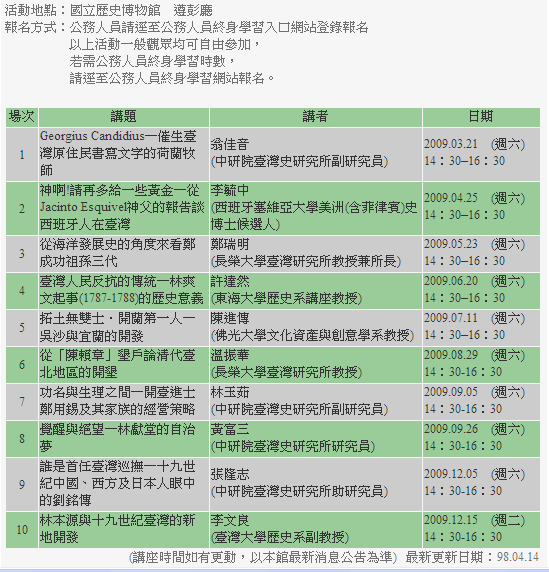 活動地點：國立歷史博物館　遵彭廳
報名方式：公務人員請逕至公務人員終身學習入口網站登錄報名
以上活動一般觀眾均可自由參加，
若需公務人員終身學習時數，
請逕至公務人員終身學習網站報名。
場次 講題 講者 日期
1 Georgius Candidius—催生臺灣原住民書寫文字的荷蘭牧師 翁佳音 (中研院臺灣史研究所副研究員) 2009.03.21 (週六) 14：30–16：30
2 神啊!請再多給一些黃金—從Jacinto Esquivel神父的報告談西班牙人在臺灣 李毓中 (西班牙塞維亞大學美洲(含菲律賓)史博士候選人) 2009.04.25 (週六) 14：30–16：30
3 從海洋發展史的角度來看鄭成功祖孫三代 鄭瑞明 (長榮大學臺灣研究所教授兼所長) 2009.05.23 (週六) 14：30–16：30
4 臺灣人民反抗的傳統—林爽文起事(1787-1788)的歷史意義 許達然 (東海大學歷史系講座教授) 2009.06.20 (週六) 14：30–16：30
5 拓土無雙士．開蘭第一人—吳沙與宜蘭的開發 陳進傳 (佛光大學文化資產與創意學系教授) 2009.07.11 (週六) 14：30–16：30
6 從「陳賴章」墾戶論清代臺北地區的開墾 溫振華 (長榮大學臺灣研究所教授) 2009.08.29 (週六) 14：30-16：30
7 功名與生理之間—開臺進士鄭用錫及其家族的經營策略 林玉茹 (中研院臺灣史研究所副研究員) 2009.09.05 (週六) 14：30-16：30
8 覺醒與絕望—林獻堂的自治夢 黃富三 (中研院臺灣史研究所研究員) 2009.09.26 (週六) 14：30-16：30
9 誰是首任臺灣巡撫—十九世紀中國、西方及日本人眼中的劉銘傳 張隆志 (中研院臺灣史研究所助研究員) 2009.12.05 (週六) 14：30-16：30
10 林本源與十九世紀臺灣的新地開發 李文良 (臺灣大學歷史系副教授) 2009.12.15 (週二) 14：30-16：30
(講座時間如有更動，以本館最新消息公告為準) 最新更新日期：98.04.14